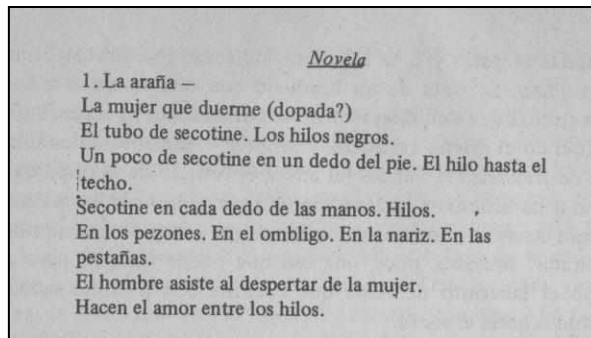 Novela
1. La araña —
La mujer que duerme (dopada?)
El tubo de secotine. Los hilos negros.
Un poco de secotine en un dedo del pie. El hilo hasta el
techo.
Secotine en cada dedo de las manos. Hilos.
En los pezones. En el ombligo. En la nariz. En las
pestañas.
El hombre asiste al despertar de la mujer.
Hacen el amor entre los hilos.